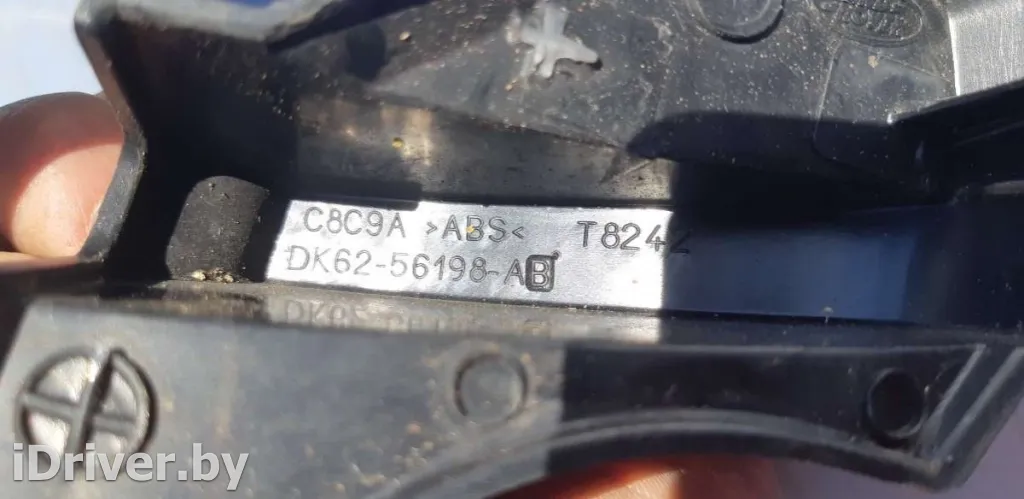 C8C9A >ABS< T8242
DK62-56198-AB
iDriver.by